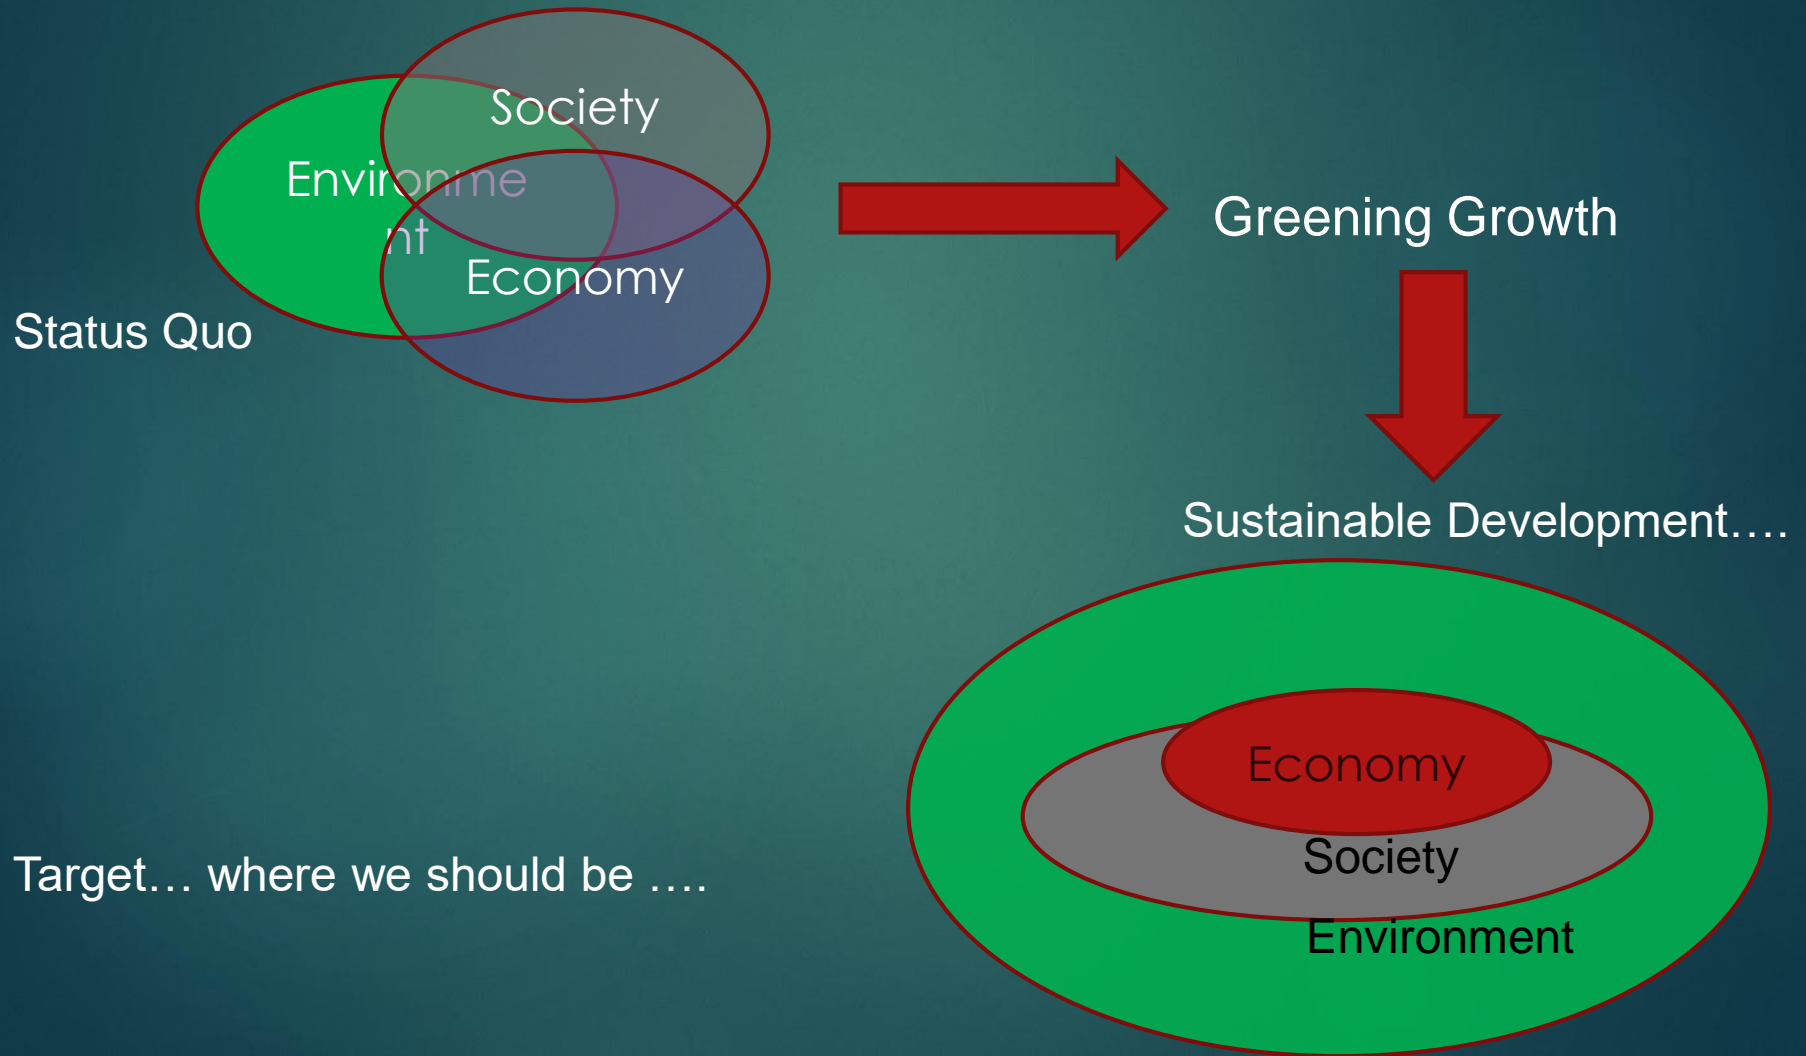 Society
Environme
nt
Economy
Status Quo
Greening Growth
Sustainable Development….
Economy
Society
Environment
Target… where we should be ….